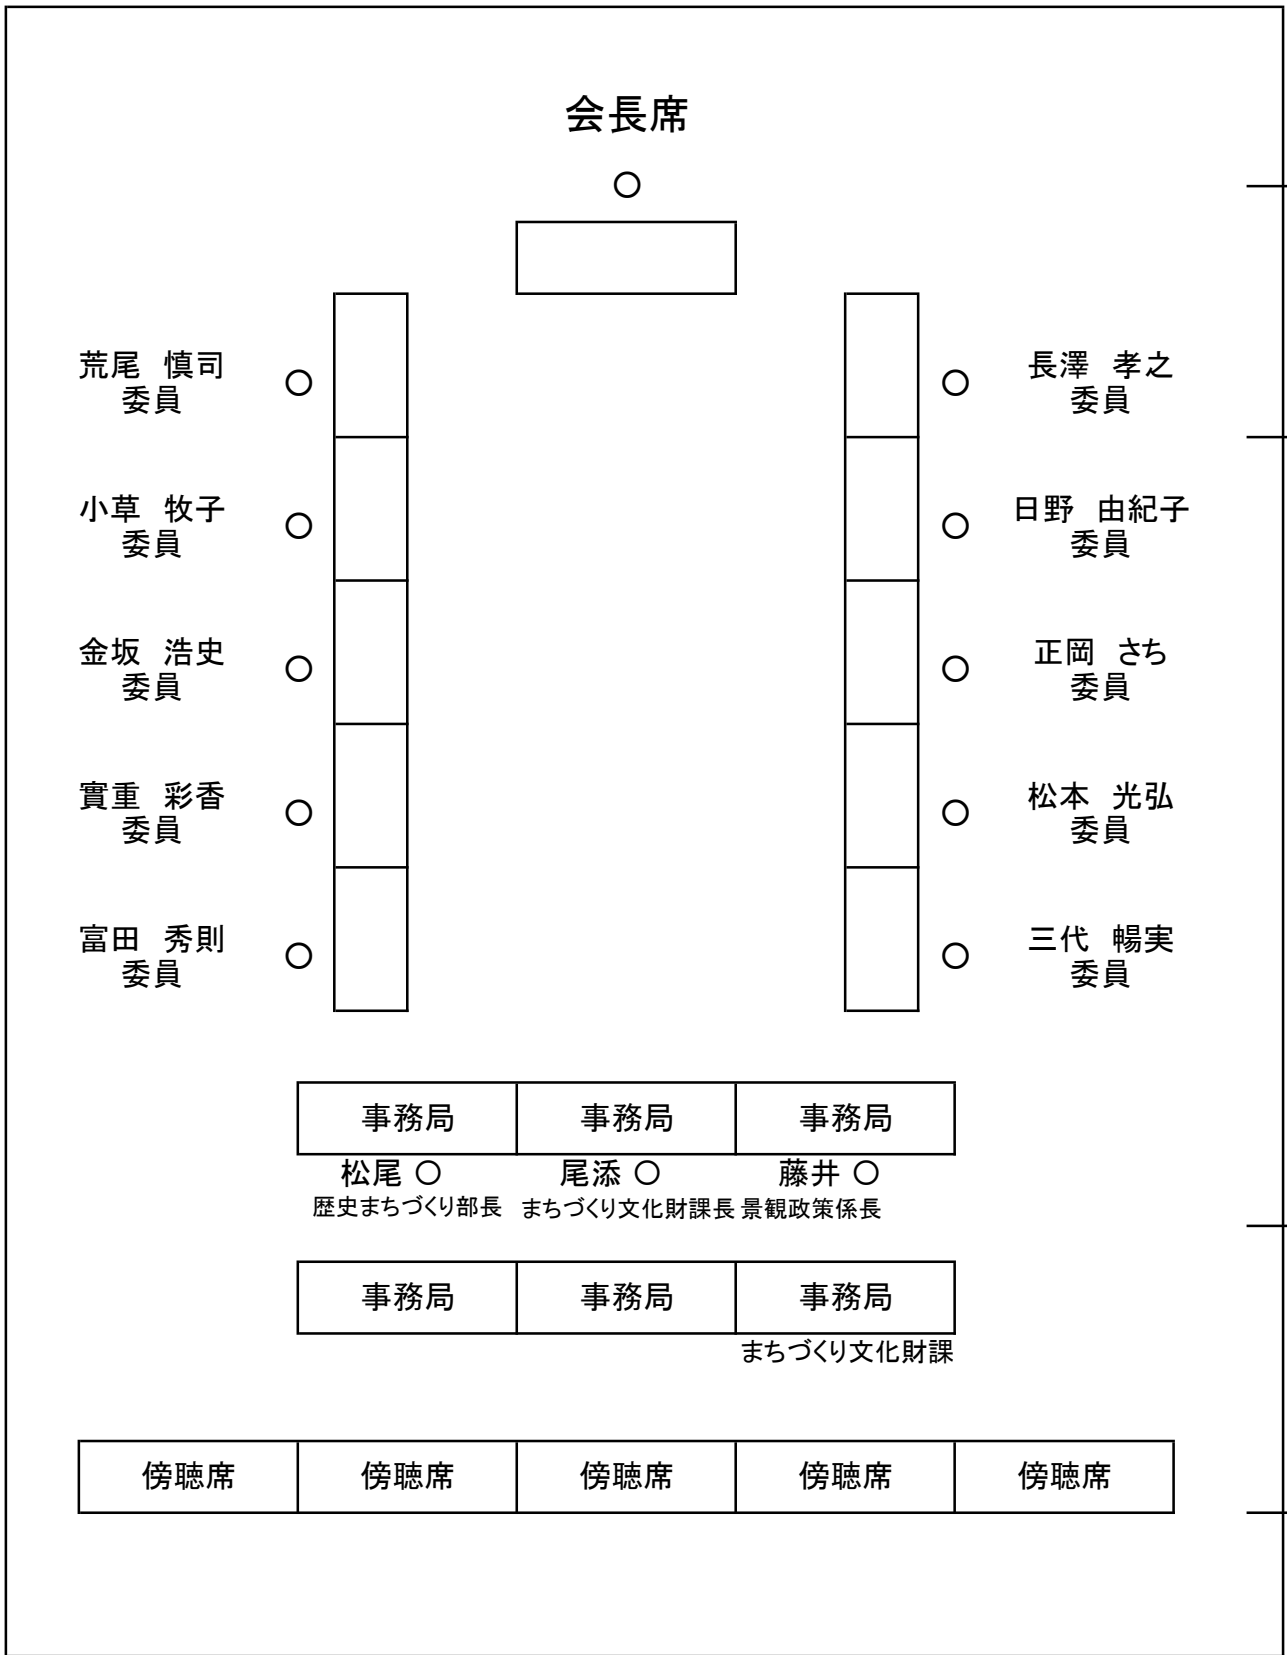 会長席
荒尾　慎司
委員
長澤　孝之
委員
小草　牧子
委員
日野　由紀子
委員
金坂　浩史
委員
正岡　さち
委員
實重　彩香
委員
松本　光弘
委員
富田　秀則
委員
三代　暢実
委員
事務局 事務局 事務局
松尾 ○ 尾添 ○ 藤井 ○
歴史まちづくり部長 まちづくり文化財課長 景観政策係長
事務局 事務局 事務局
まちづくり文化財課
傍聴席 傍聴席 傍聴席 傍聴席 傍聴席